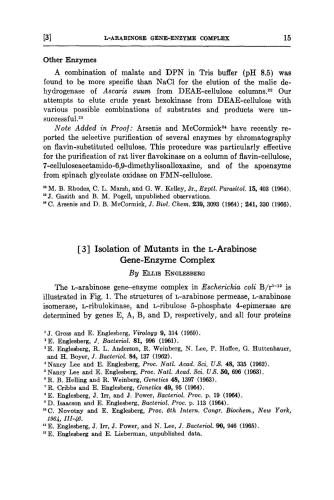 [3] L-ARABINOSE GENE-ENZYME COMPLEX 15
Other Enzymes
A combination of malate and DPN in Tris buffer (pH 8.5) was
found to be more specific than NaCl for the elution of the malic de-
hydrogenase of Ascaris suum from DEAE-cellulose columns.²² Our
attempts to elute crude yeast hexokinase from DEAE-cellulose with
various possible combinations of substrates and products were un-
successful.²³
Note Added in Proof: Arsenis and McCormick²⁴ have recently re-
ported the selective purification of several enzymes by chromatography
on flavin-substituted cellulose. This procedure was particularly effective
for the purification of rat liver flavokinase on a column of flavin-cellulose,
7-celluloseacetamido-6,9-dimethylisoalloxazine, and of the apoenzyme
from spinach glycolate oxidase on FMN-cellulose.
²² M. B. Rhodes, C. L. Marsh, and G. W. Kelley, Jr., Exptl. Parasitol. 15, 403 (1964).
²³ J. Gazith and B. M. Pogell, unpublished observations.
²⁴ C. Arsenis and D. B. McCormick, J. Biol. Chem. 239, 3093 (1964); 241, 330 (1966).
[3] Isolation of Mutants in the L-Arabinose
Gene-Enzyme Complex
By ELLIS ENGLESBERG
The L-arabinose gene–enzyme complex in Escherichia coli B/r¹⁻¹² is
illustrated in Fig. 1. The structures of L-arabinose permease, L-arabinose
isomerase, L-ribulokinase, and L-ribulose 5-phosphate 4-epimerase are
determined by genes E, A, B, and D, respectively, and all four proteins
¹ J. Gross and E. Englesberg, Virology 9, 314 (1959).
² E. Englesberg, J. Bacteriol. 81, 996 (1961).
³ E. Englesberg, R. L. Anderson, R. Weinberg, N. Lee, P. Hoffee, G. Huttenhauer,
and H. Boyer, J. Bacteriol. 84, 137 (1962).
⁴ Nancy Lee and E. Englesberg, Proc. Natl. Acad. Sci. U.S. 48, 335 (1962).
⁵ Nancy Lee and E. Englesberg, Proc. Natl. Acad. Sci. U.S. 50, 696 (1963).
⁶ R. B. Helling and R. Weinberg, Genetics 48, 1397 (1963).
⁷ R. Cribbs and E. Englesberg, Genetics 49, 95 (1964).
⁸ E. Englesberg, J. Irr, and J. Power, Bacteriol. Proc. p. 19 (1964).
⁹ D. Isaacson and E. Englesberg, Bacteriol. Proc. p. 113 (1964).
¹⁰ C. Novotny and E. Englesberg, Proc. 6th Intern. Congr. Biochem., New York,
1964, III-46.
¹¹ E. Englesberg, J. Irr, J. Power, and N. Lee, J. Bacteriol. 90, 946 (1965).
¹² E. Englesberg and E. Lieberman, unpublished data.